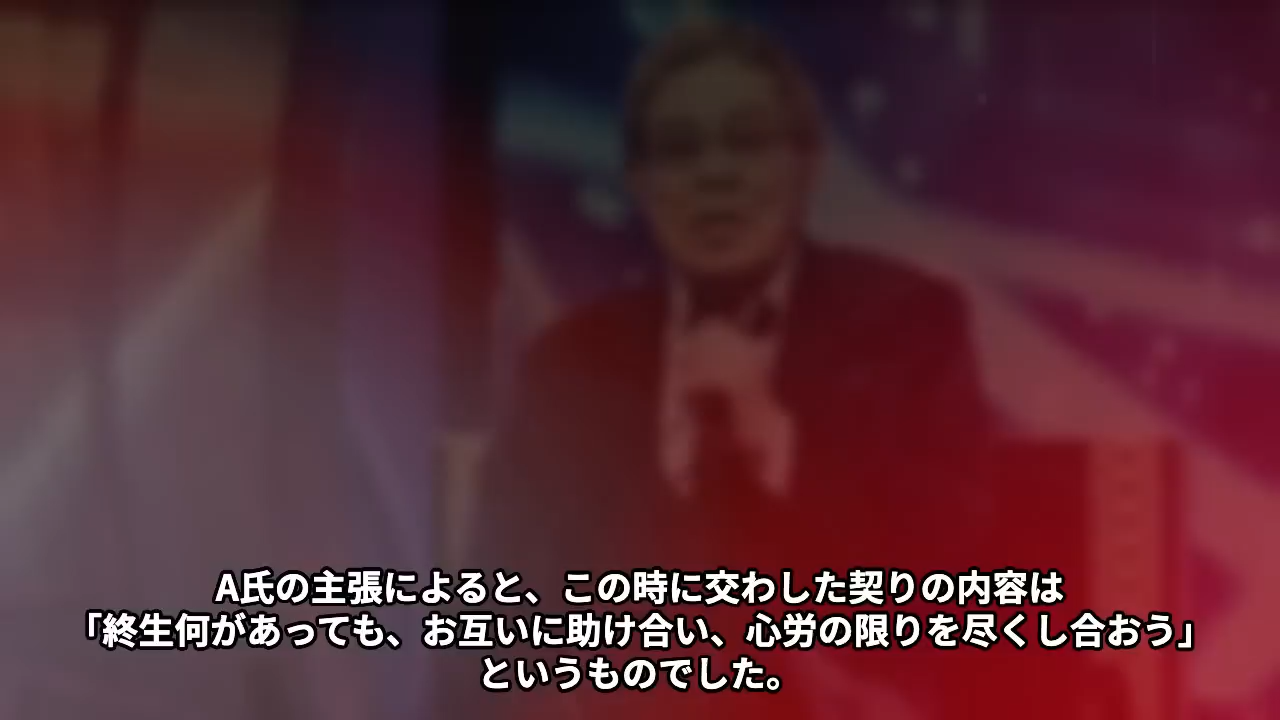 A氏の主張によると、この時に交わした契りの内容は
「終生何があっても、お互いに助け合い、心労の限りを尽くし合おう」
というものでした。